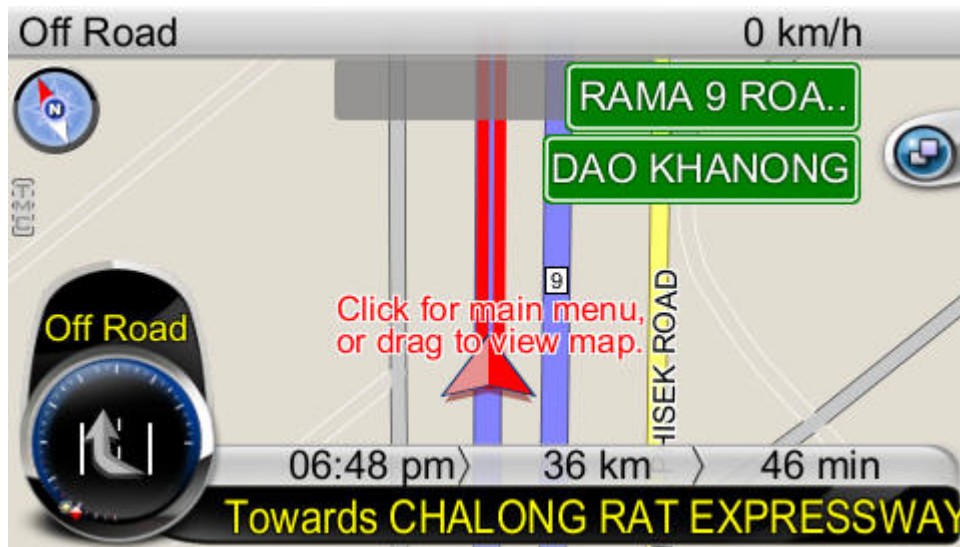 Off Road
0 km/h
N
RAMA 9 ROA..
DAO KHANONG
TMC
9
Click for main menu,
or drag to view map.
HISEK ROAD
Off Road
06:48 pm
36 km
46 min
Towards CHALONG RAT EXPRESSWAY